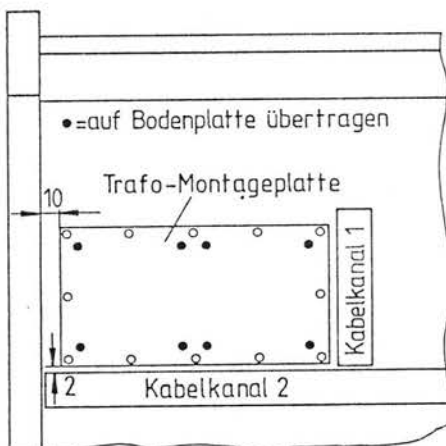 =auf Bodenplatte übertragen
10
Trafo-Montageplatte
Kabelkanal 1
2
Kabelkanal 2